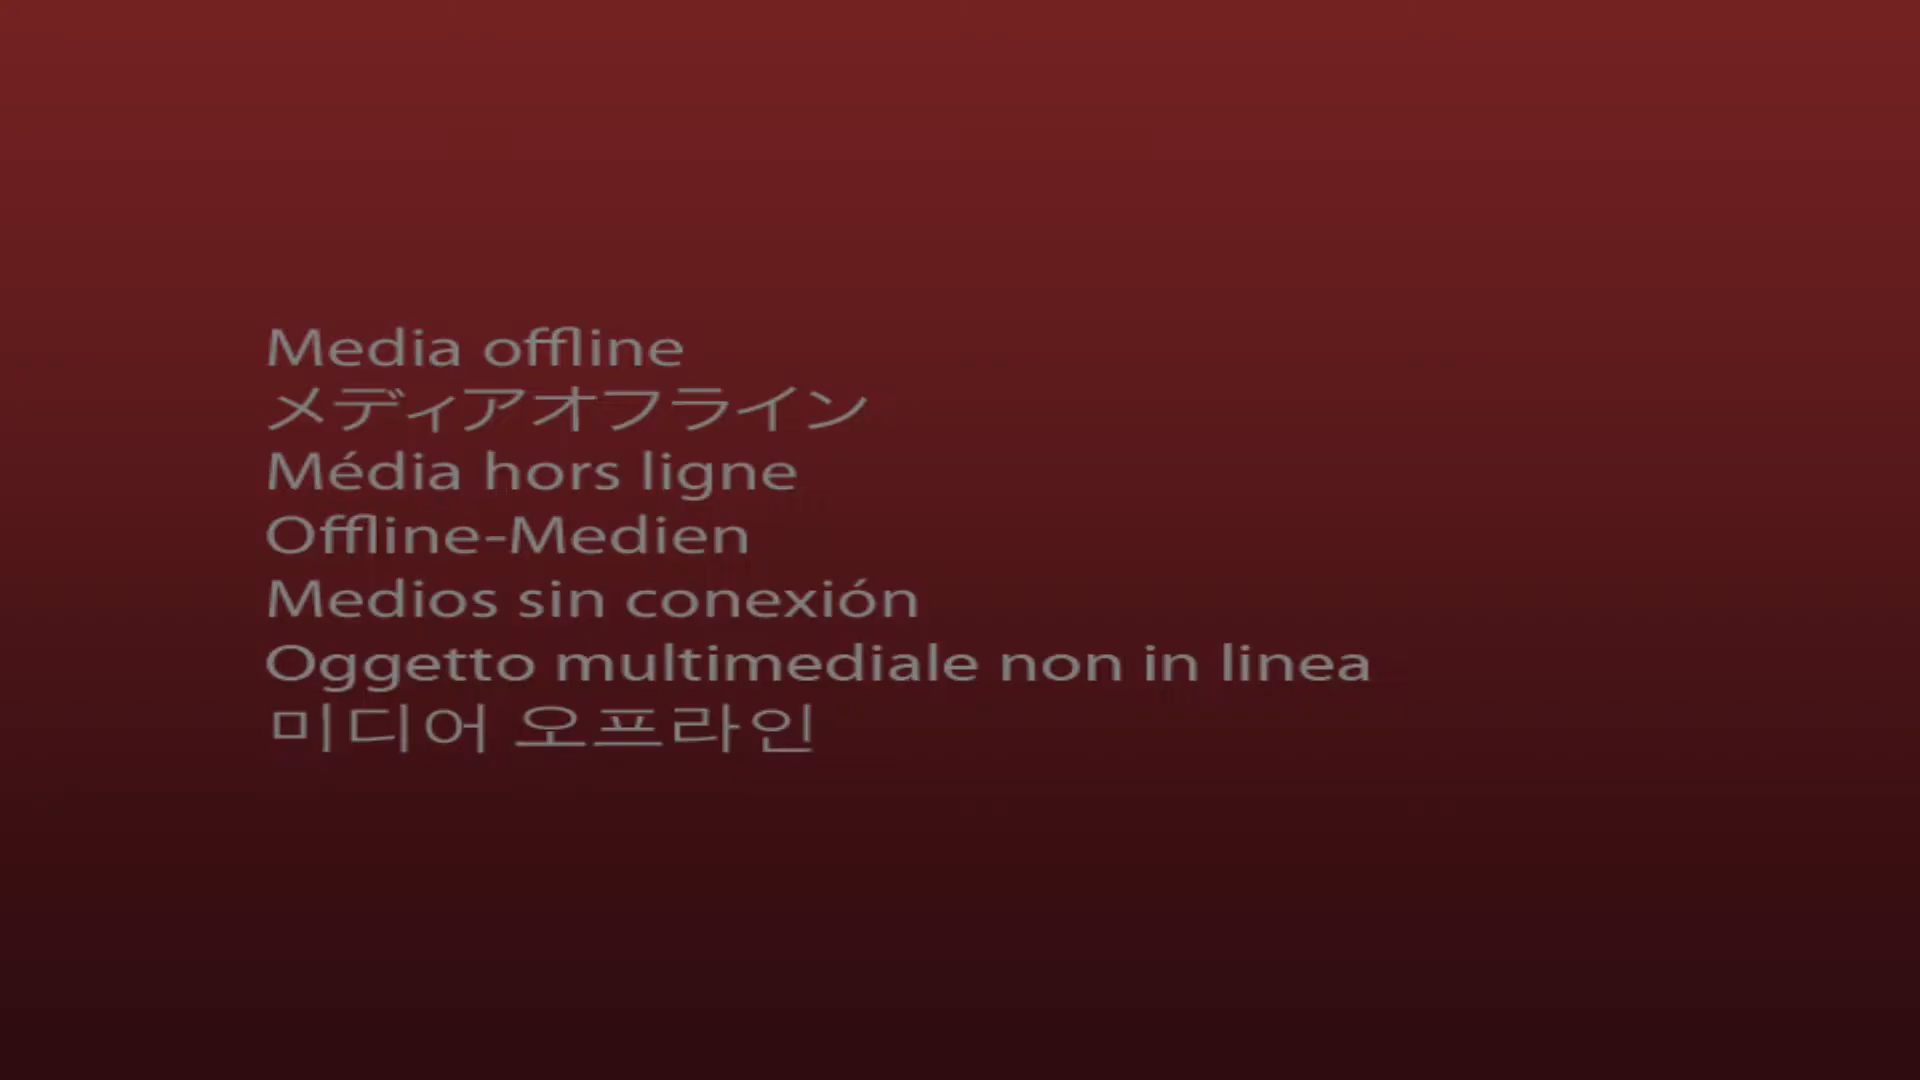 Media offline
メディアオフライン
Média hors ligne
Offline-Medien
Medios sin conexión
Oggetto multimediale non in linea
미디어 오프라인